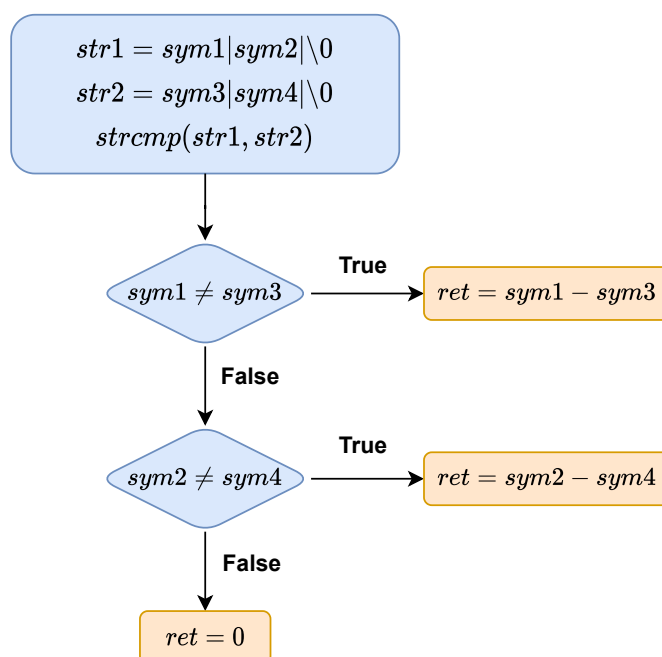 str1 = sym1|sym2|\0
str2 = sym3|sym4|\0
strcmp(str1, str2)
True
sym1 ≠ sym3
ret = sym1 − sym3
False
True
sym2 ≠ sym4
ret = sym2 − sym4
False
ret = 0